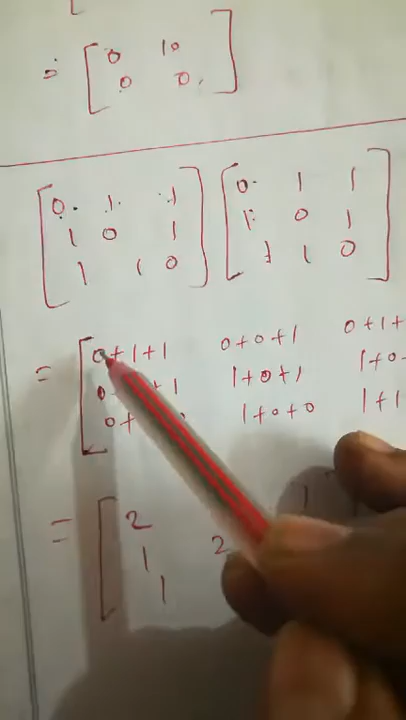 = [ 0 10
0 0 ]
[ 0 1 1 ] [ 0 1 1
1 0 1 1 0 1
1 1 0 ] [ 1 1 0 ]
= [ 0+1+1 0+0+1 0+1+
0 +1 1+0+1 1+0
0+ 1+0+0 1+1
= [ 2 1
1 2
1